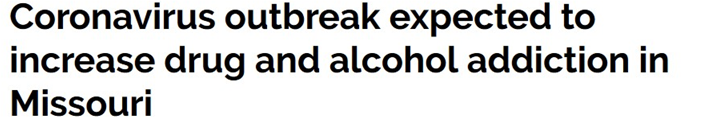 Coronavirus outbreak expected to
increase drug and alcohol addiction in
Missouri